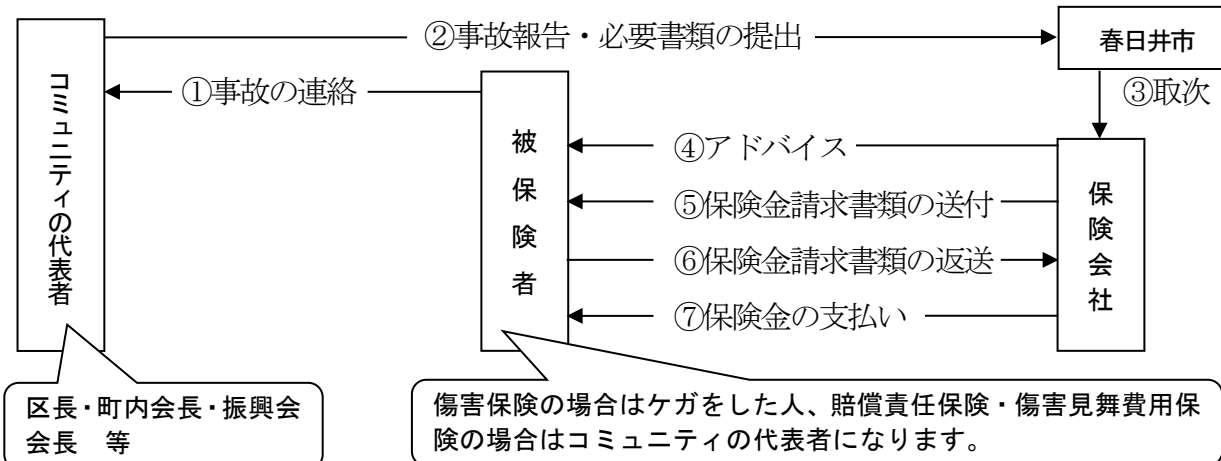 ②事故報告・必要書類の提出
春日井市
①事故の連絡
③取次
コミュニティの代表者
被保険者
④アドバイス
⑤保険金請求書類の送付
⑥保険金請求書類の返送
⑦保険金の支払い
保険会社
区長・町内会長・振興会
会長　等
傷害保険の場合はケガをした人、賠償責任保険・傷害見舞費用保
険の場合はコミュニティの代表者になります。